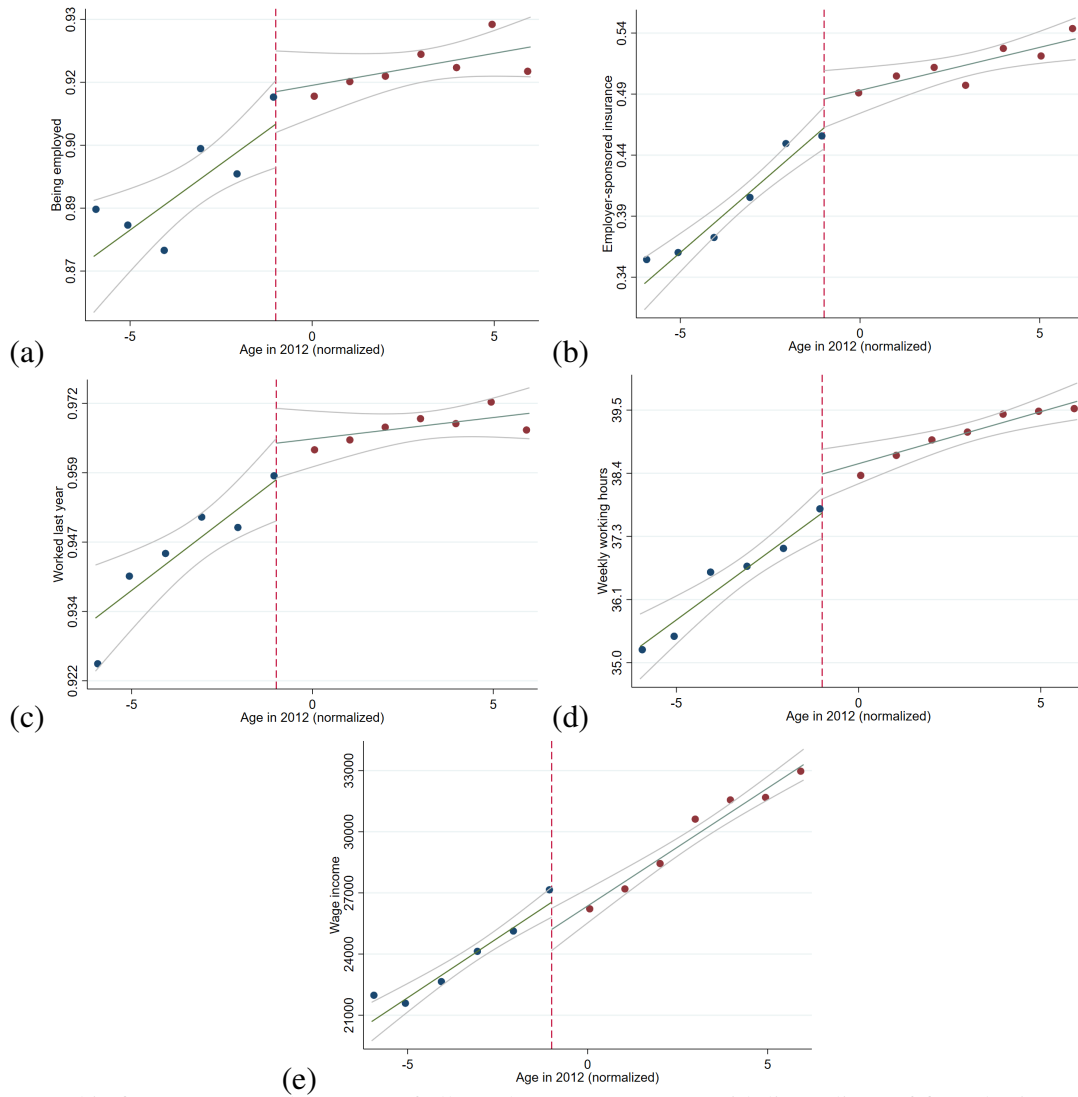 0.93
0.92
0.90
0.89
0.87
Being employed
-5
0
5
Age in 2012 (normalized)
(a)
0.54
0.49
0.44
0.39
0.34
Employer-sponsored insurance
-5
0
5
Age in 2012 (normalized)
(b)
0.972
0.959
0.947
0.934
0.922
Worked last year
-5
0
5
Age in 2012 (normalized)
(c)
39.5
38.4
37.3
36.1
35.0
Weekly working hours
-5
0
5
Age in 2012 (normalized)
(d)
33000
30000
27000
24000
21000
Wage income
-5
0
5
Age in 2012 (normalized)
(e)